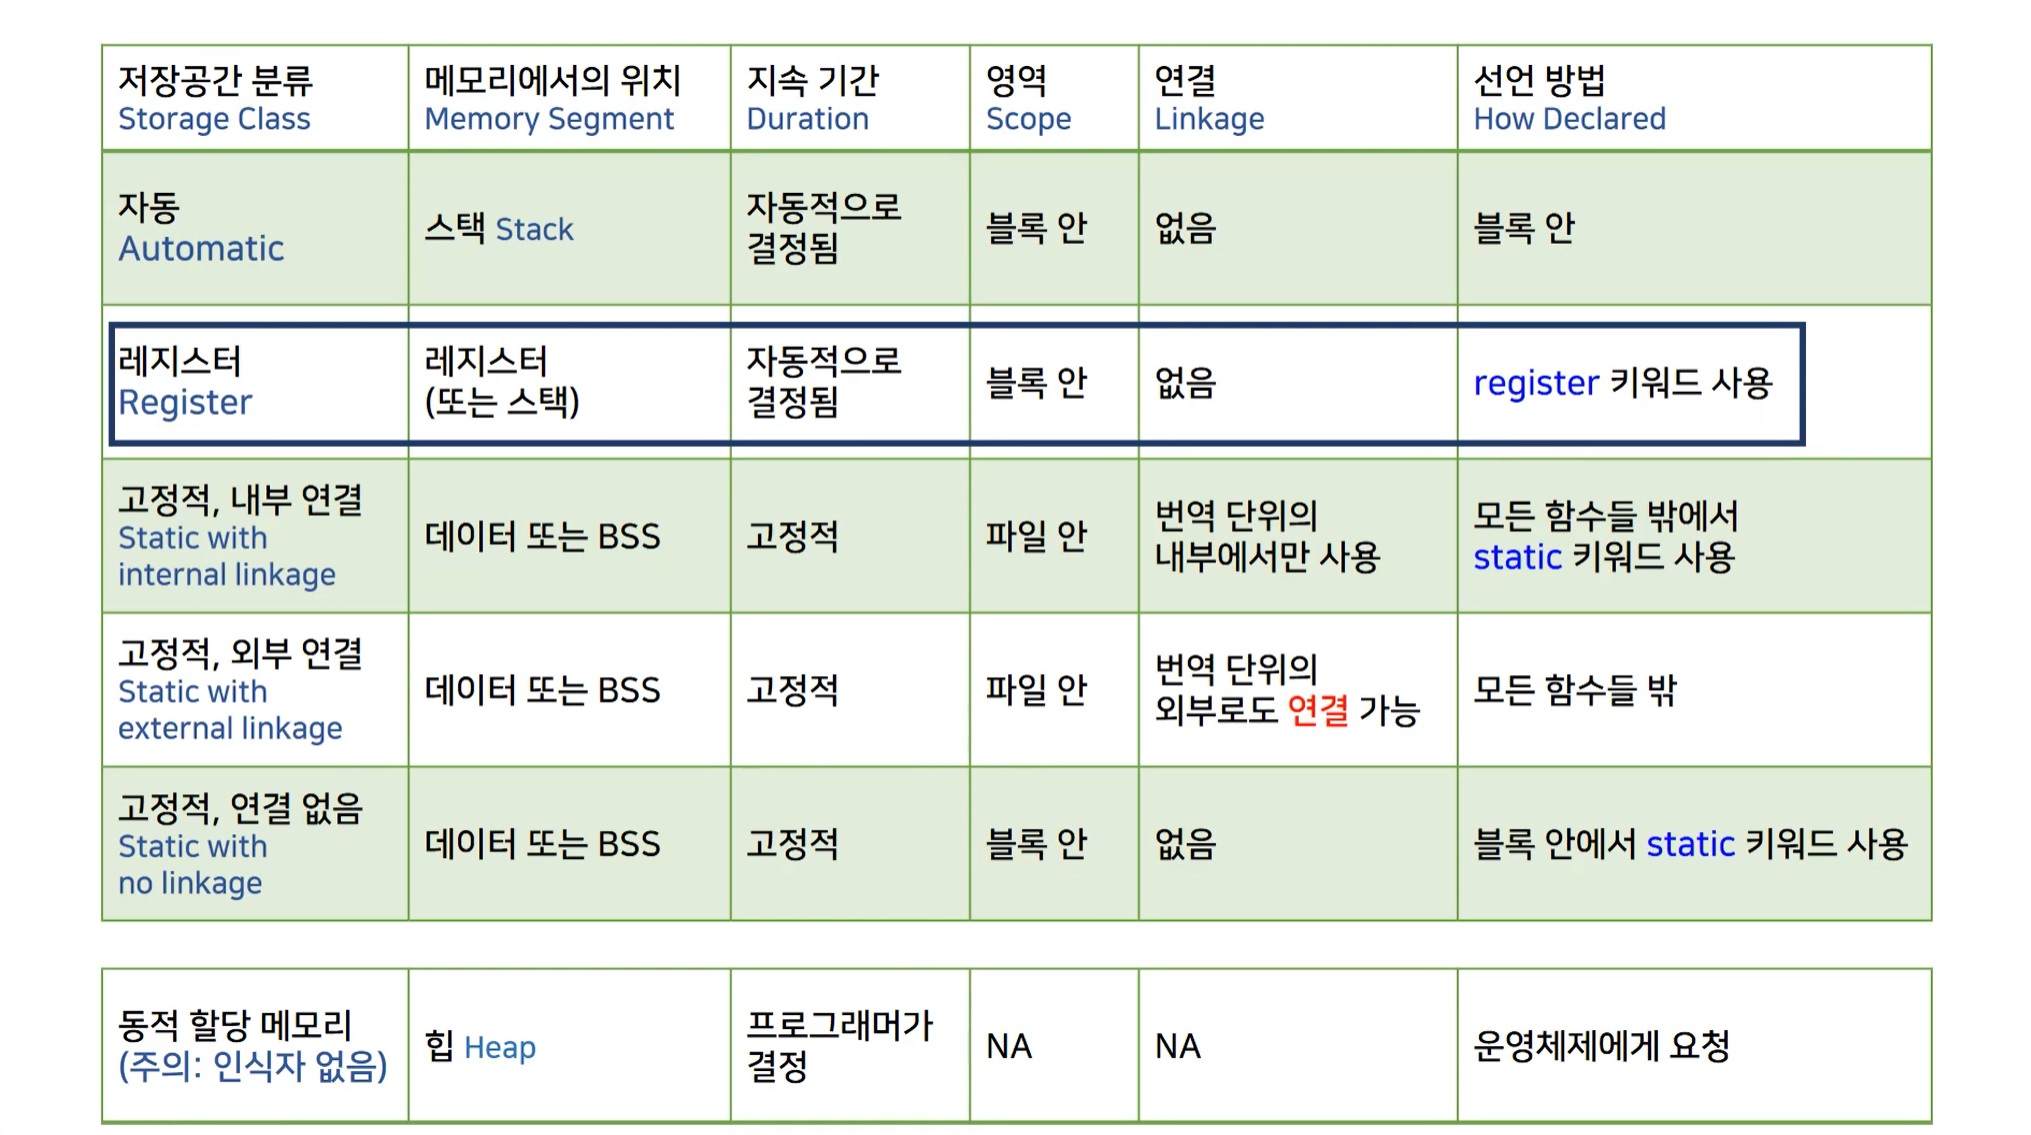 저장공간 분류
Storage Class
메모리에서의 위치
Memory Segment
지속 기간
Duration
영역
Scope
연결
Linkage
선언 방법
How Declared
자동
Automatic
스택 Stack
자동적으로
결정됨
블록 안
없음
블록 안
레지스터
Register
레지스터
(또는 스택)
자동적으로
결정됨
블록 안
없음
register 키워드 사용
고정적, 내부 연결
Static with
internal linkage
데이터 또는 BSS
고정적
파일 안
번역 단위의
내부에서만 사용
모든 함수들 밖에서
static 키워드 사용
고정적, 외부 연결
Static with
external linkage
데이터 또는 BSS
고정적
파일 안
번역 단위의
외부로도 연결 가능
모든 함수들 밖
고정적, 연결 없음
Static with
no linkage
데이터 또는 BSS
고정적
블록 안
없음
블록 안에서 static 키워드 사용
동적 할당 메모리
(주의: 인식자 없음)
힙 Heap
프로그래머가
결정
NA
NA
운영체제에게 요청